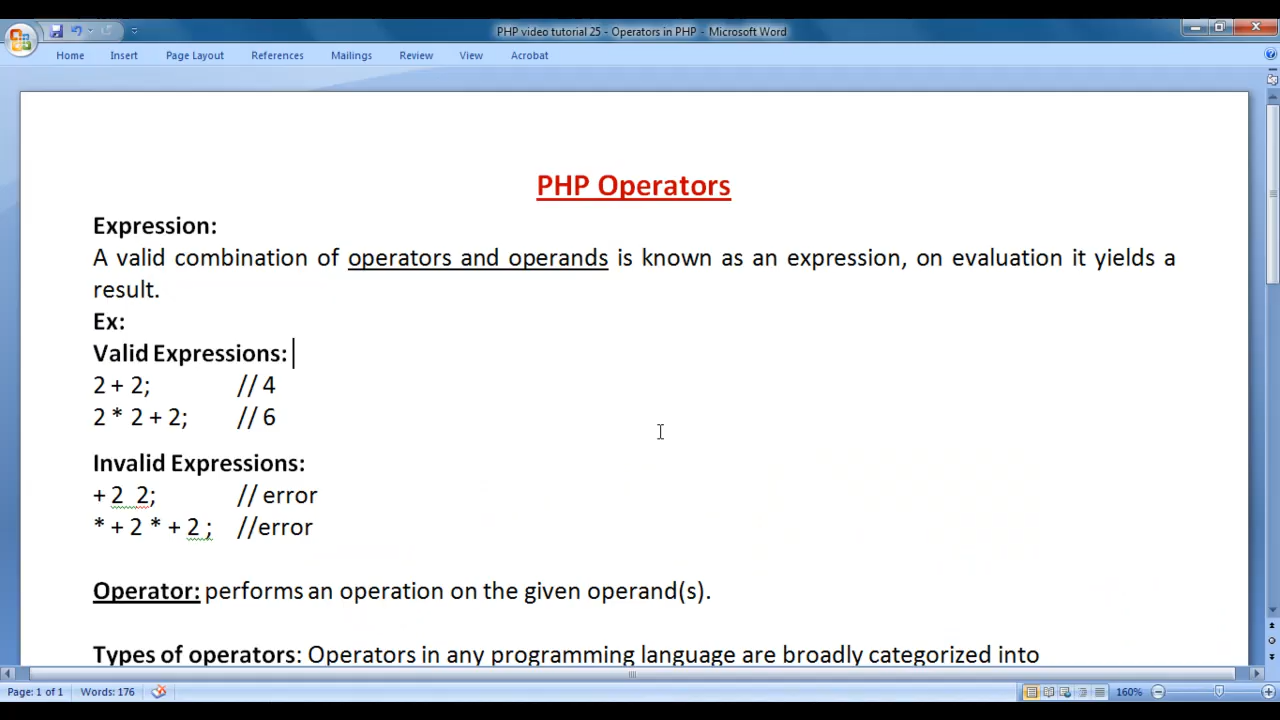 PHP video tutorial 25 - Operators in PHP - Microsoft Word
Home Insert Page Layout References Mailings Review View Acrobat
PHP Operators
Expression:
A valid combination of operators and operands is known as an expression, on evaluation it yields a
result.
Ex:
Valid Expressions:
2 + 2; // 4
2 * 2 + 2; // 6
Invalid Expressions:
+ 2 2; // error
* + 2 * + 2 ; //error
Operator: performs an operation on the given operand(s).
Types of operators: Operators in any programming language are broadly categorized into
Page: 1 of 1 Words: 176 160%